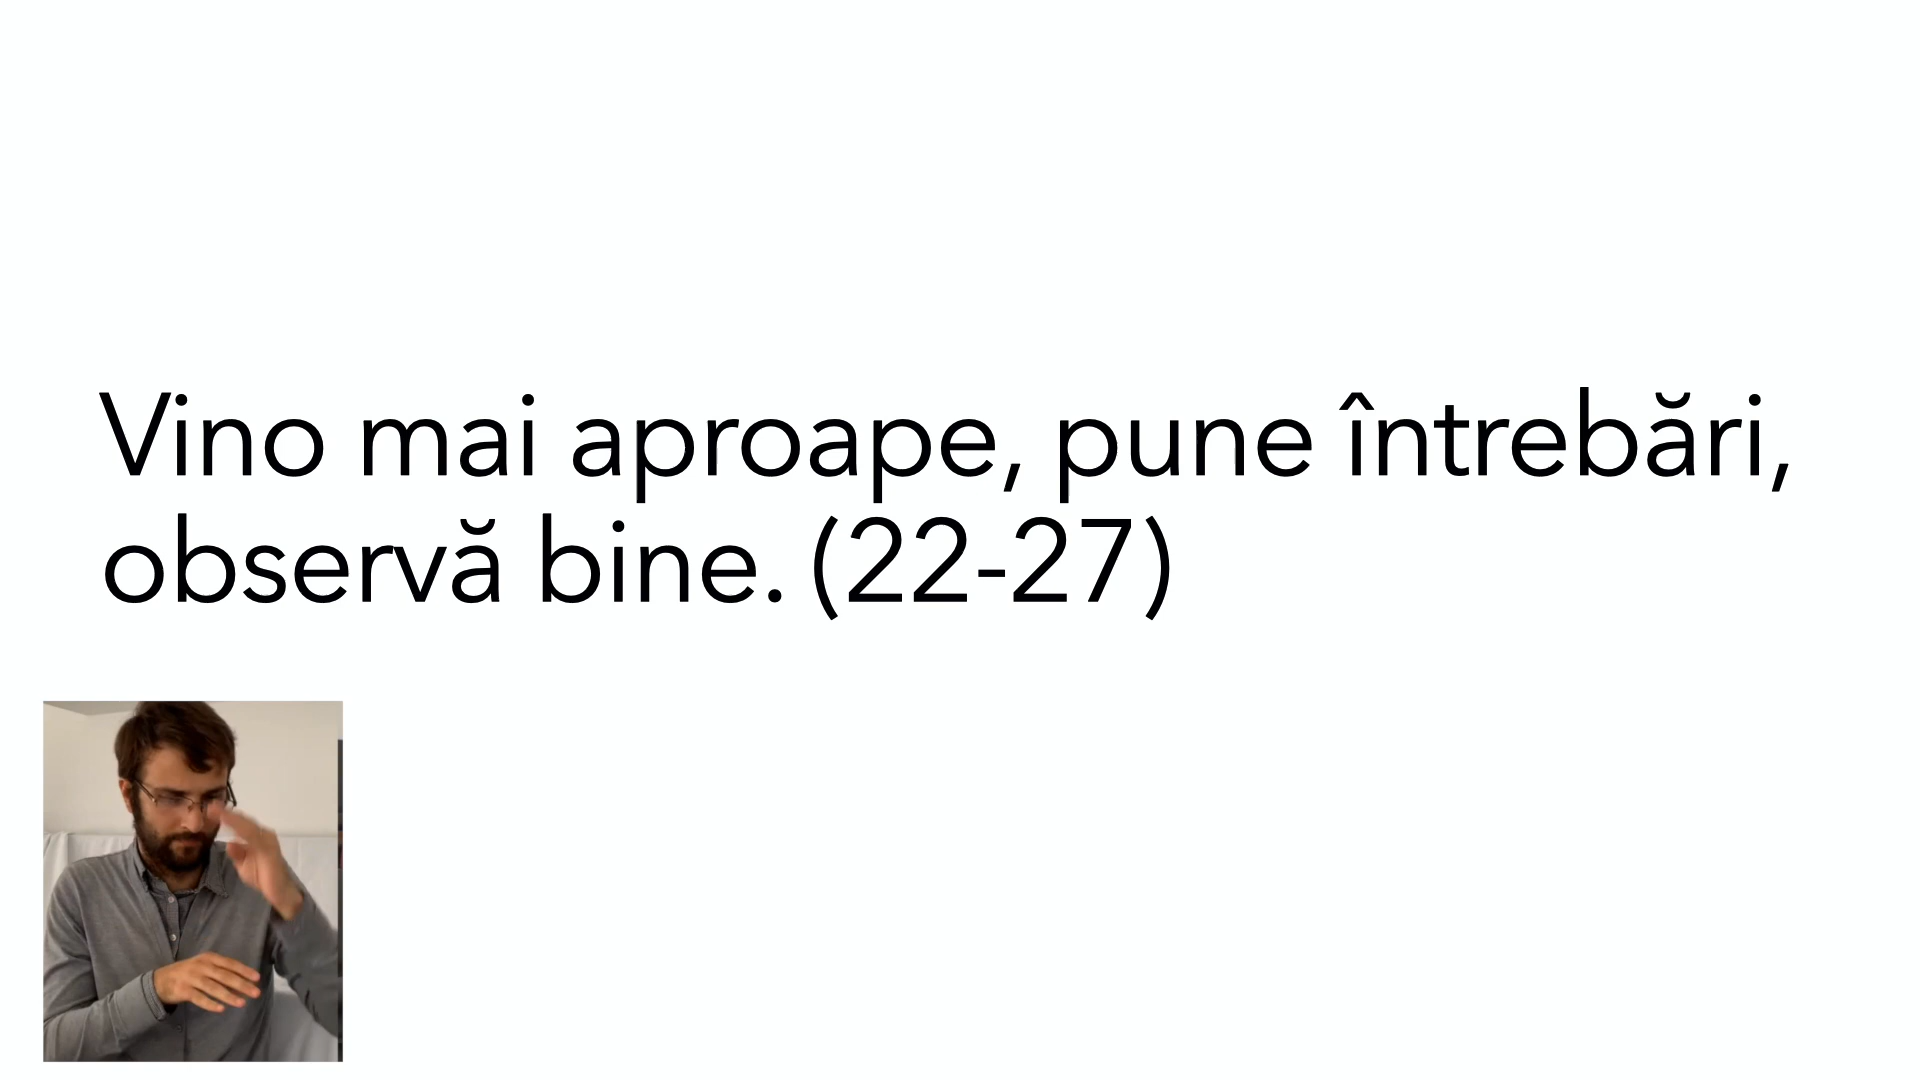 Vino mai aproape, pune întrebări,
observă bine. (22-27)